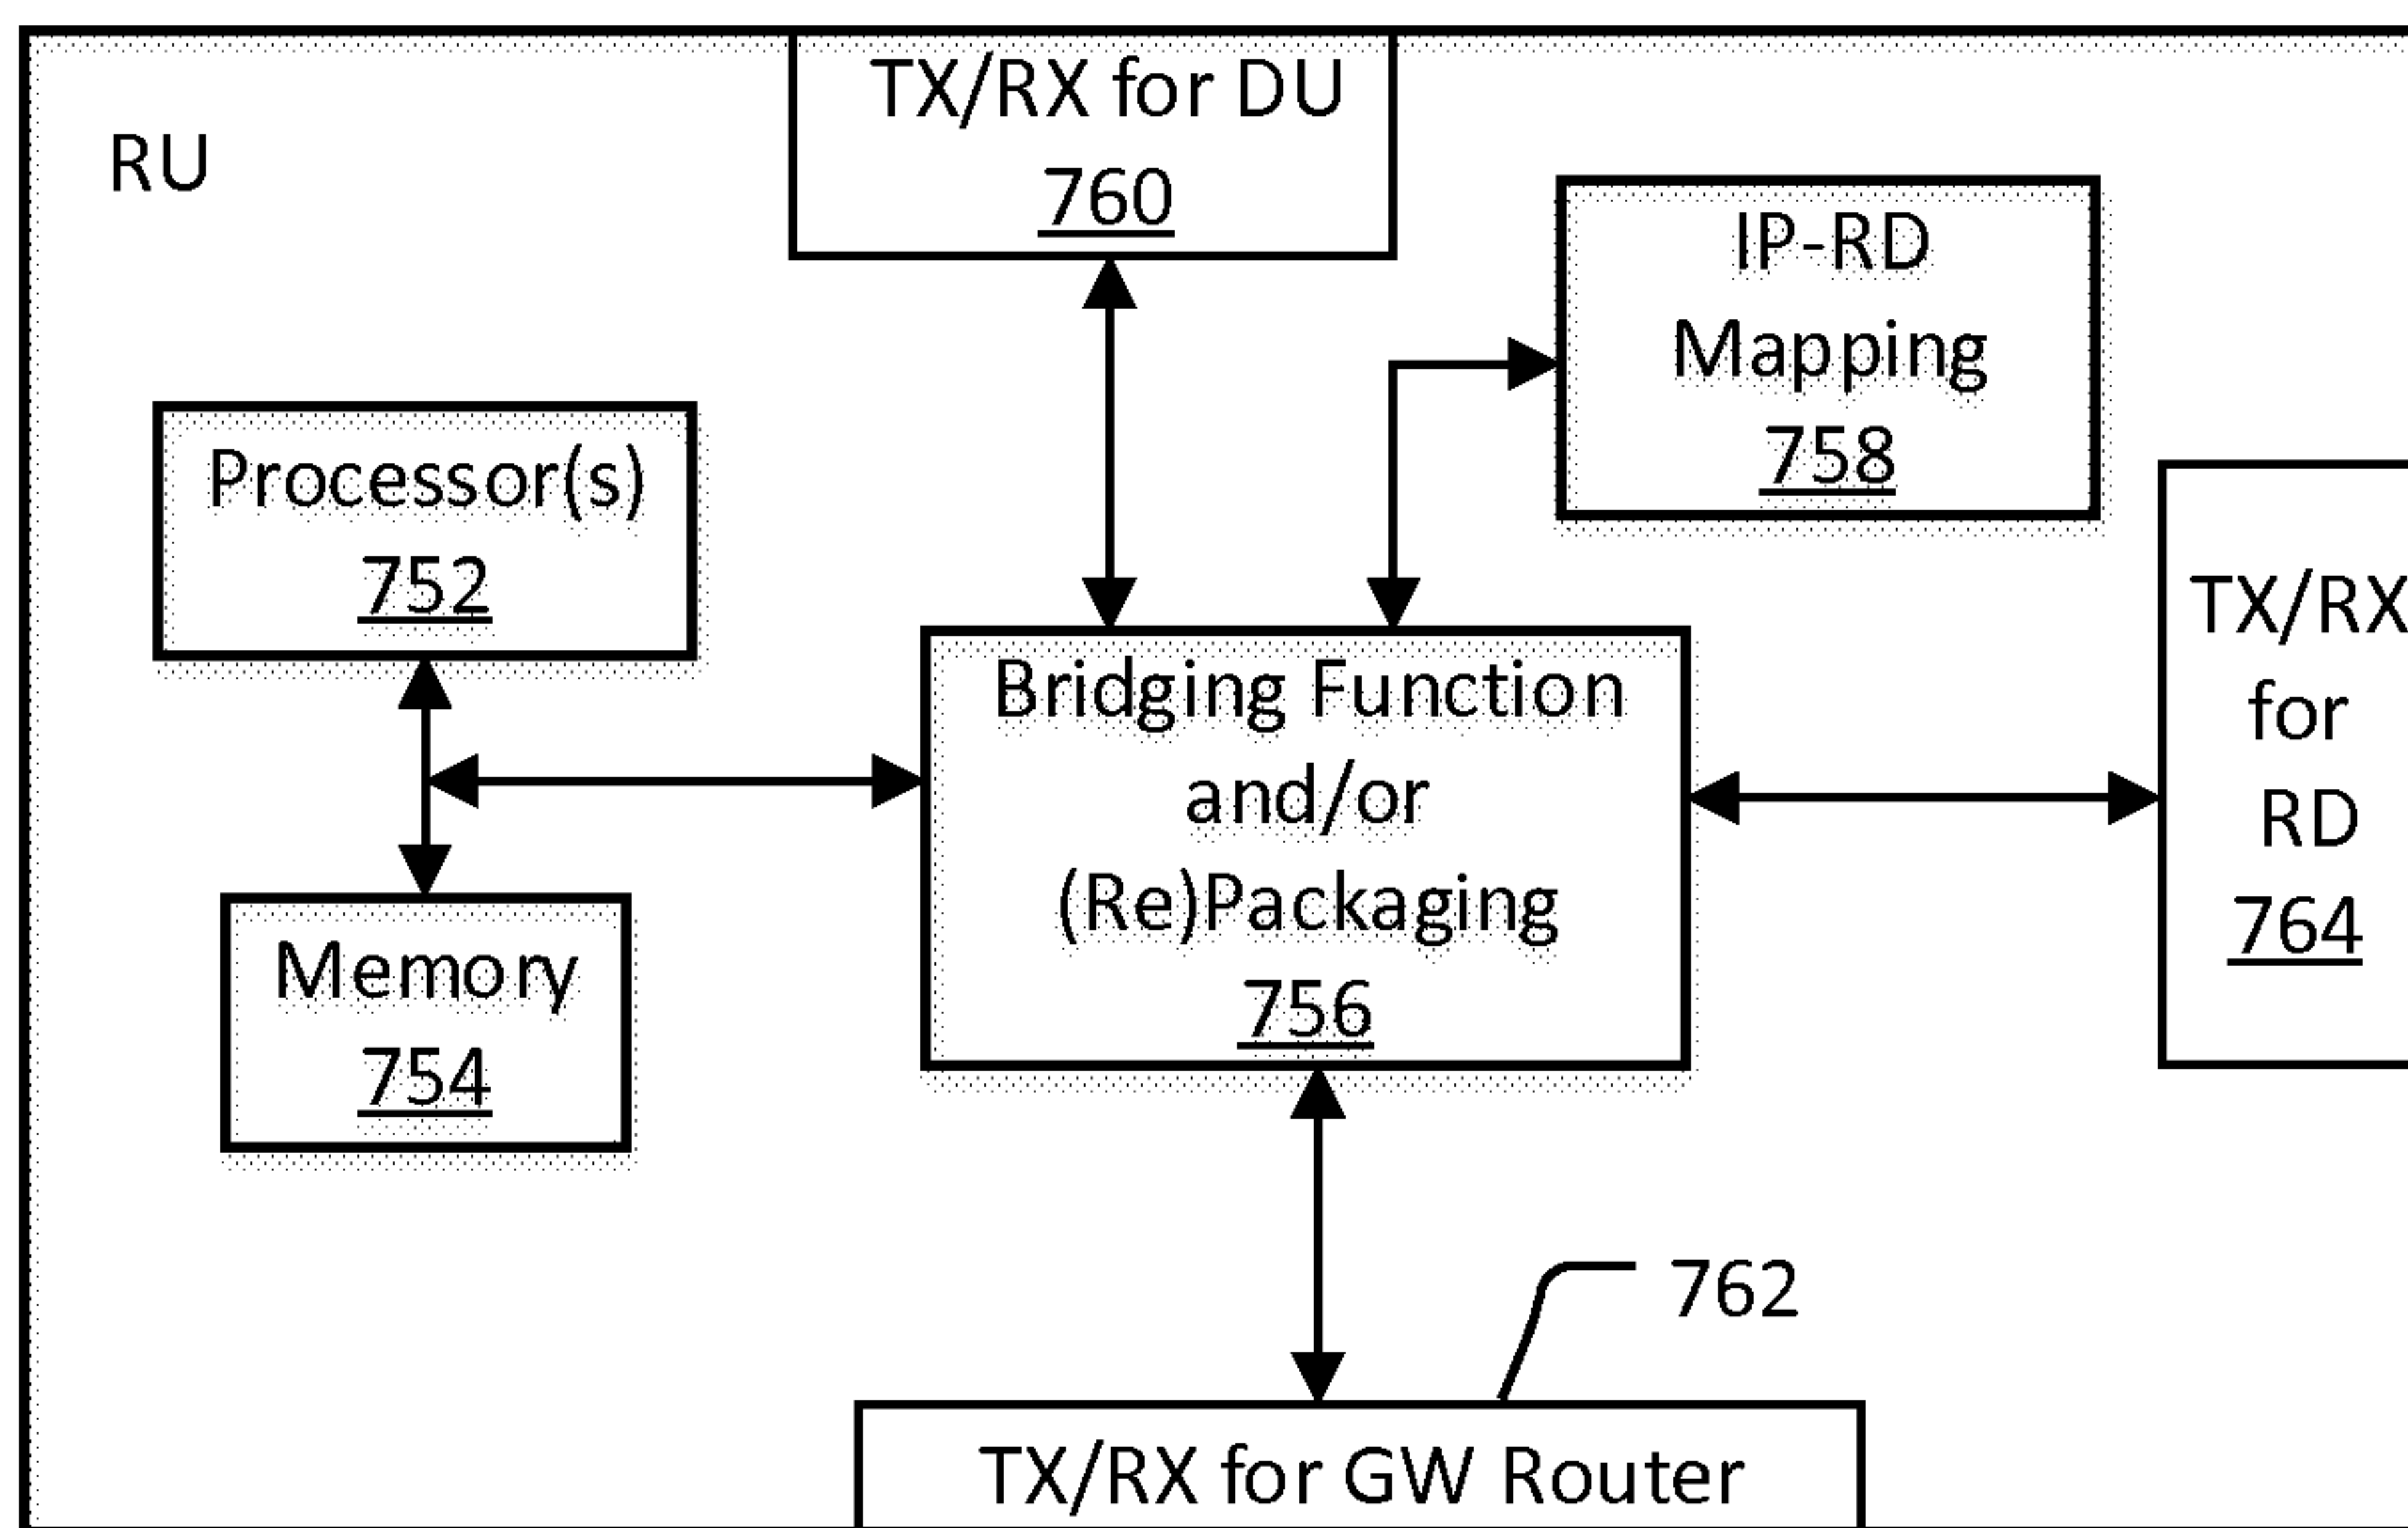 RU
TX/RX for DU
760
IP-RD
Mapping
758
Processor(s)
752
Bridging Function
and/or
(Re)Packaging
756
TX/RX
for
RD
764
Memory
754
762
TX/RX for GW Router